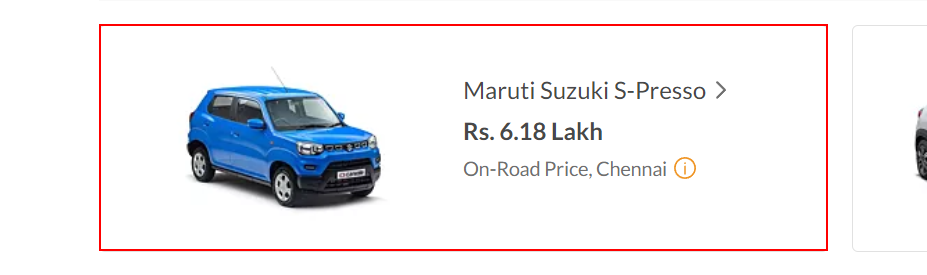 Maruti Suzuki S-Presso
Rs. 6.18 Lakh
On-Road Price, Chennai